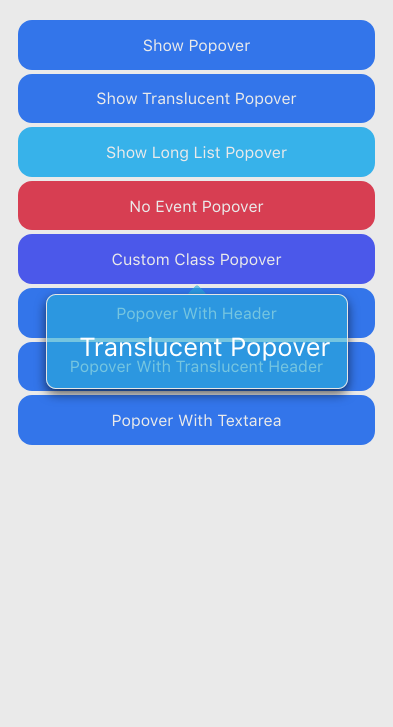 Show Popover
Show Translucent Popover
Show Long List Popover
No Event Popover
Custom Class Popover
Popover With Header
Translucent Popover
Popover With Translucent Header
Popover With Textarea